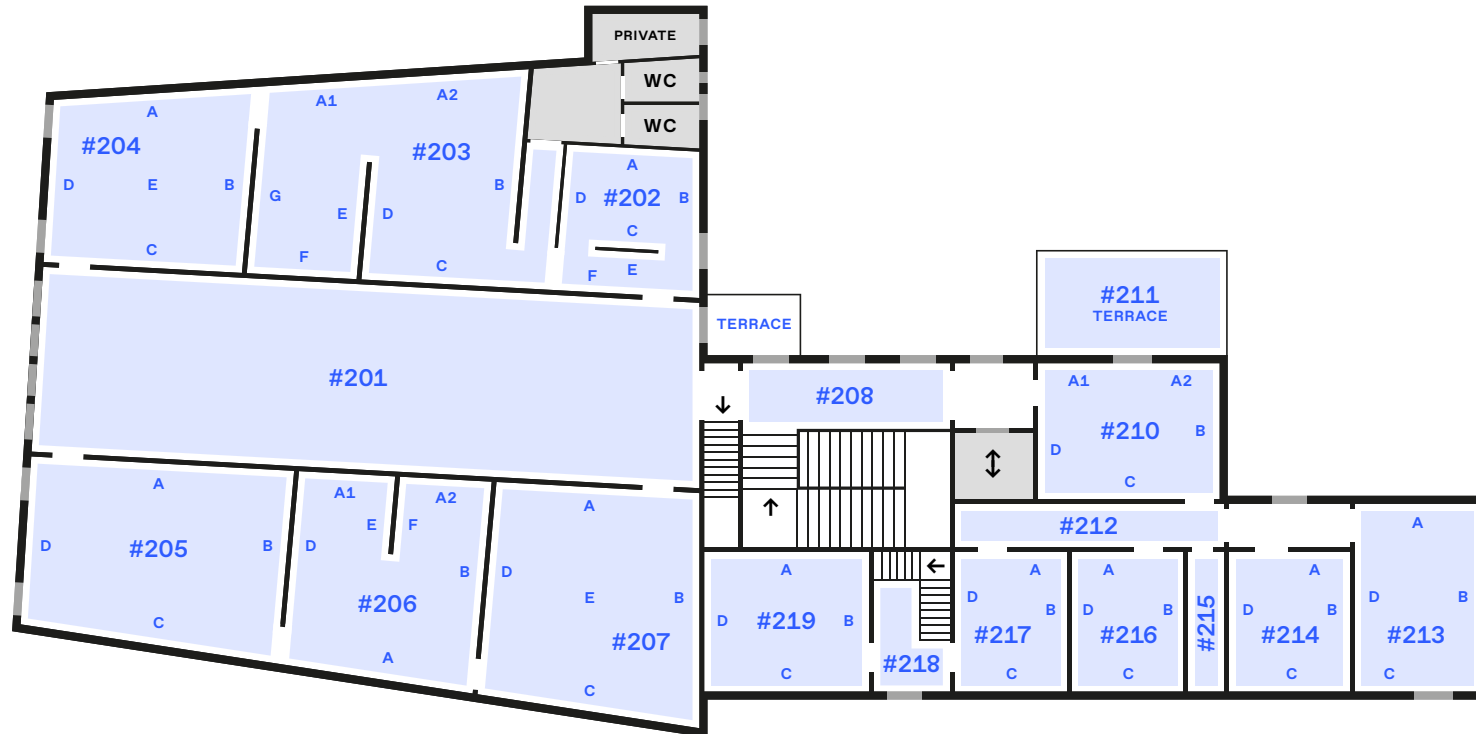 PRIVATE
WC
WC
A
#204
D E B
C
A1 A2
#203
B
G
E D
F C
A
D #202 B
C
F E
#201
TERRACE
#211
TERRACE
#208
A1 A2
#210 B
D
C
#212
A
D #205 B
C
A1 A2
E F
D
B
#206
A
A
D
E B
#207
C
A
D #219 B
C
#218
A
D
B
#217
C
A
D B
#216
C
#215
A
D B
#214
C
A
D B
#213
C